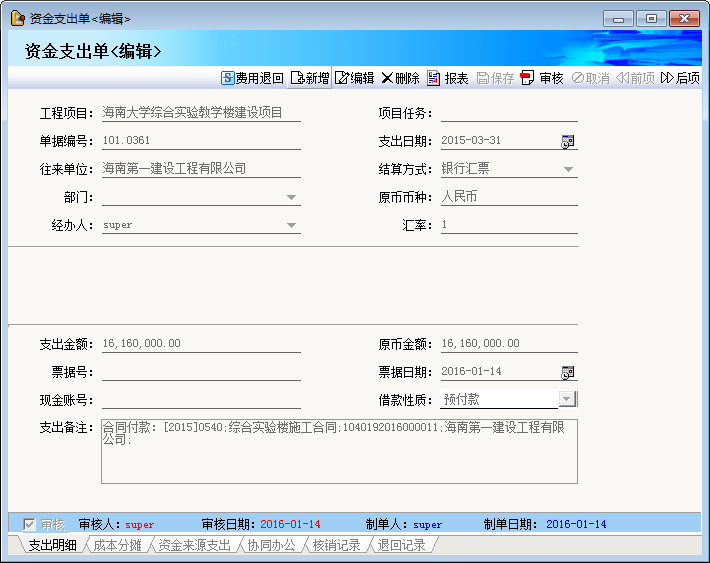 资金支出单<编辑>
资金支出单<编辑>
费用退回 新增 编辑 删除 报表 保存 审核 取消 前项 后项
工程项目： 海南大学综合实验教学楼建设项目 项目任务：
单据编号： 101.0361 支出日期： 2015-03-31
往来单位： 海南第一建设工程有限公司 结算方式： 银行汇票
部门： 原币币种： 人民币
经办人： super 汇率： 1
支出金额： 16,160,000.00 原币金额： 16,160,000.00
票据号： 票据日期： 2016-01-14
现金账号： 借款性质： 预付款
支出备注： 合同付款: [2015]0540;综合实验楼施工合同;1040192016000011;海南第一建设工程有限
公司;
审核 审核人：super 审核日期：2016-01-14 制单人：super 制单日期： 2016-01-14
支出明细 成本分摊 资金来源支出 协同办公 核销记录 退回记录